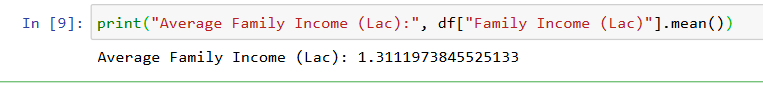 In [9]: print("Average Family Income (Lac):", df["Family Income (Lac)"].mean())
Average Family Income (Lac): 1.3111973845525133